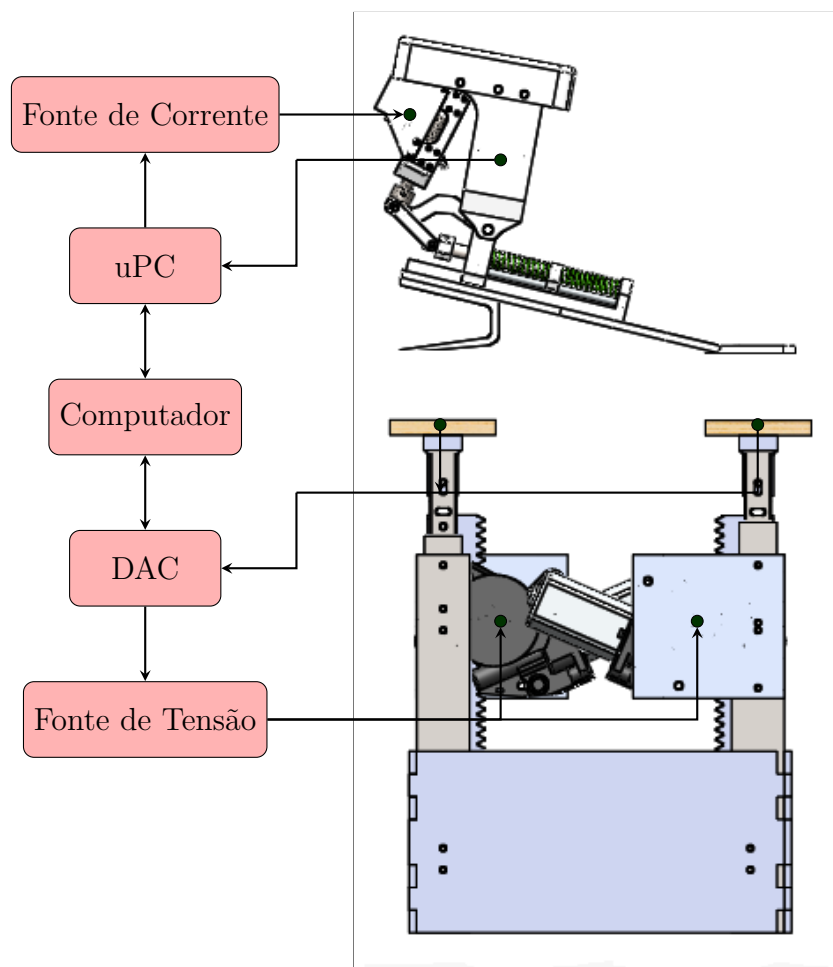 Fonte de Corrente
uPC
Computador
DAC
Fonte de Tensão